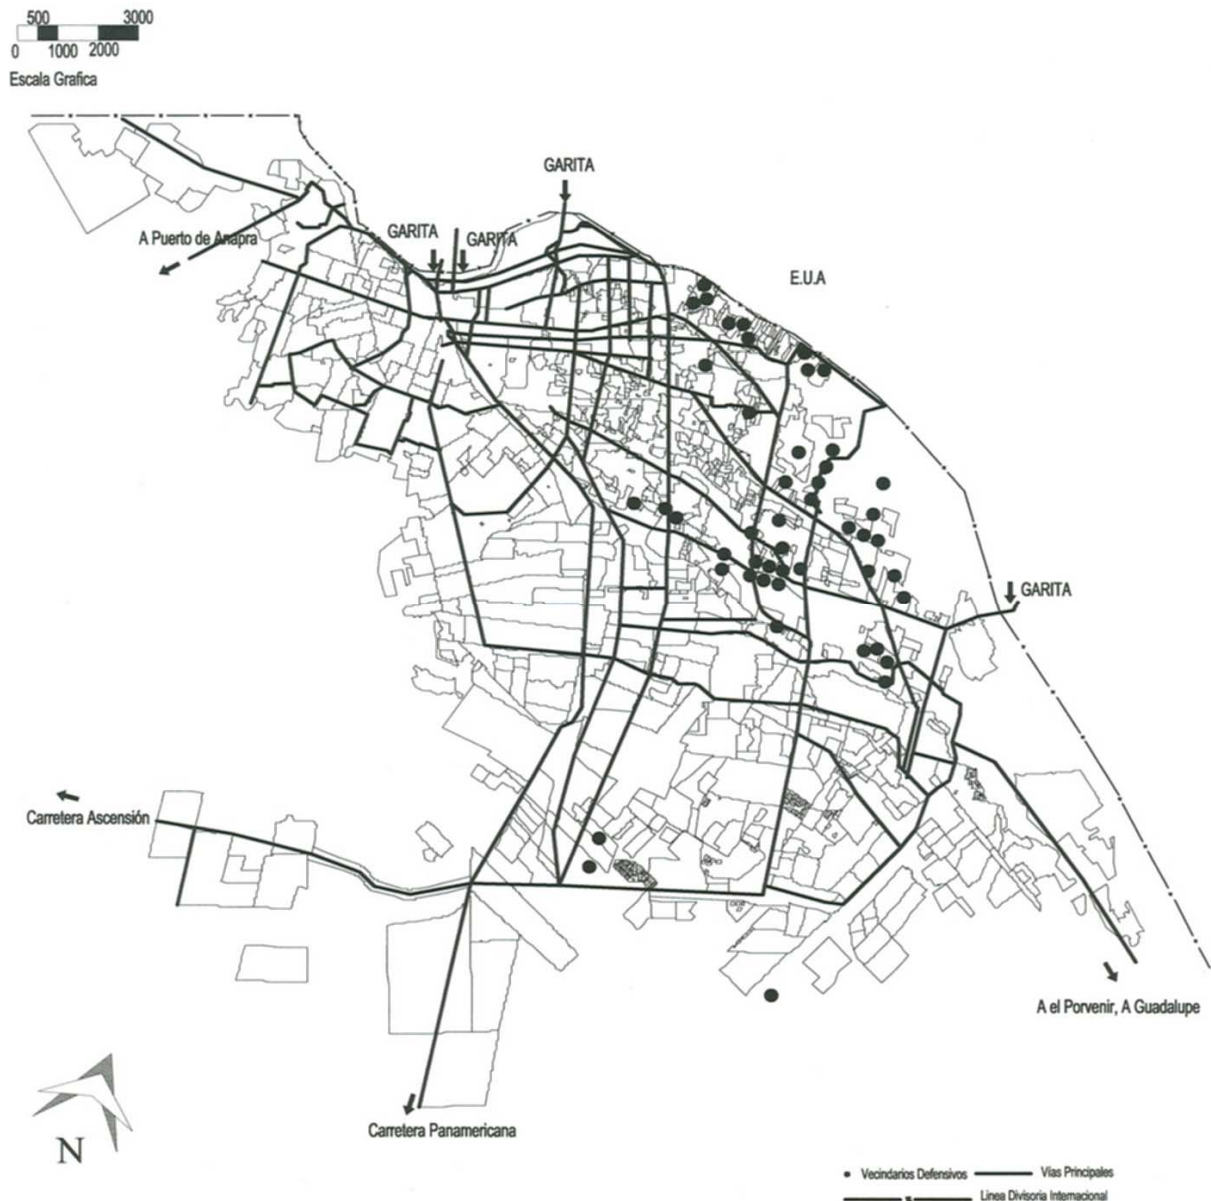 500 3000
0 1000 2000
Escala Grafica
GARITA
GARITA
GARITA
A Puerto de Anapra
E.U.A
GARITA
Carretera Ascensión
A el Porvenir, A Guadalupe
Carretera Panamericana
N
Vecindarios Defensivos
Vías Principales
Linea Divisoria Internacional